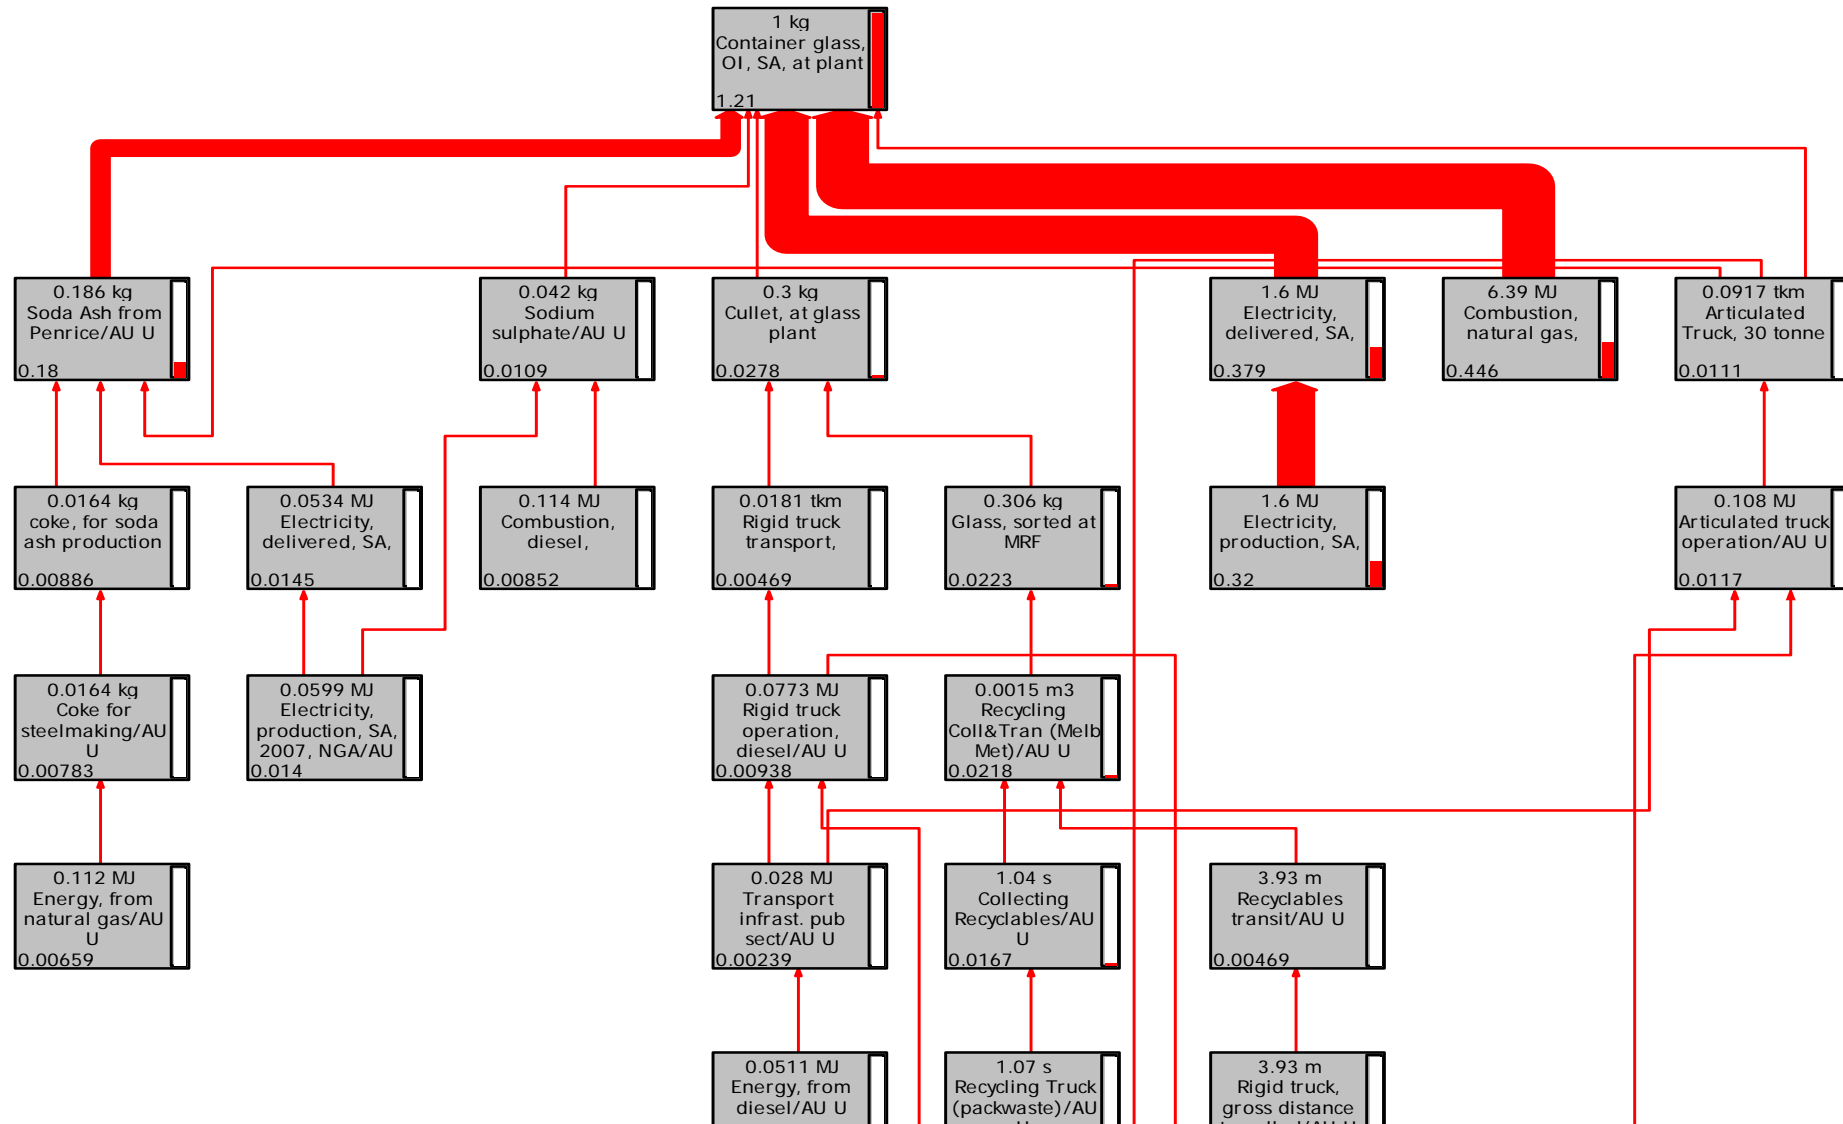 1 kg
Container glass,
OI, SA, at plant
1.21
0.186 kg
Soda Ash from
Penrice/AU U
0.18
0.042 kg
Sodium
sulphate/AU U
0.0109
0.3 kg
Cullet, at glass
plant
0.0278
1.6 MJ
Electricity,
delivered, SA,
0.379
6.39 MJ
Combustion,
natural gas,
0.446
0.0917 tkm
Articulated
Truck, 30 tonne
0.0111
0.0164 kg
coke, for soda
ash production
0.00886
0.0534 MJ
Electricity,
delivered, SA,
0.0145
0.114 MJ
Combustion,
diesel,
0.00852
0.0181 tkm
Rigid truck
transport,
0.00469
0.306 kg
Glass, sorted at
MRF
0.0223
1.6 MJ
Electricity,
production, SA,
0.32
0.108 MJ
Articulated truck
operation/AU U
0.0117
0.0164 kg
Coke for
steelmaking/AU
U
0.00783
0.0599 MJ
Electricity,
production, SA,
2007, NGA/AU
0.014
0.0773 MJ
Rigid truck
operation,
diesel/AU U
0.00938
0.0015 m3
Recycling
Coll&Tran (Melb
Met)/AU U
0.0218
0.112 MJ
Energy, from
natural gas/AU
U
0.00659
0.028 MJ
Transport
infrast. pub
sect/AU U
0.00239
1.04 s
Collecting
Recyclables/AU
U
0.0167
3.93 m
Recyclables
transit/AU U
0.00469
0.0511 MJ
Energy, from
diesel/AU U
1.07 s
Recycling Truck
(packwaste)/AU
3.93 m
Rigid truck,
gross distance